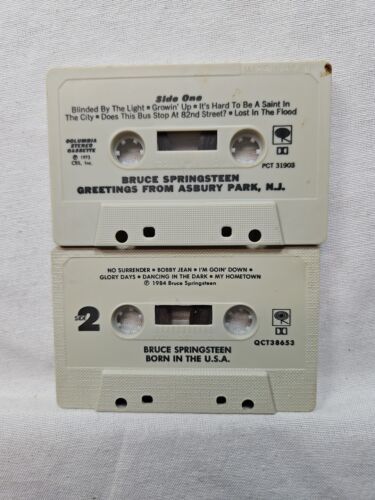 Side One
Blinded By The Light ▪ Growin' Up ▪ It's Hard To Be A Saint In
The City ▪ Does This Bus Stop At 82nd Street? ▪ Lost In The Flood
COLUMBIA
STEREO
CASSETTE
℗ 1973
CBS, Inc.
PCT 31903
BRUCE SPRINGSTEEN
GREETINGS FROM ASBURY PARK, N.J.
NO SURRENDER • BOBBY JEAN • I'M GOIN' DOWN •
GLORY DAYS • DANCING IN THE DARK • MY HOMETOWN
℗ 1984 Bruce Springsteen
SIDE 2
QCT38653
BRUCE SPRINGSTEEN
BORN IN THE U.S.A.